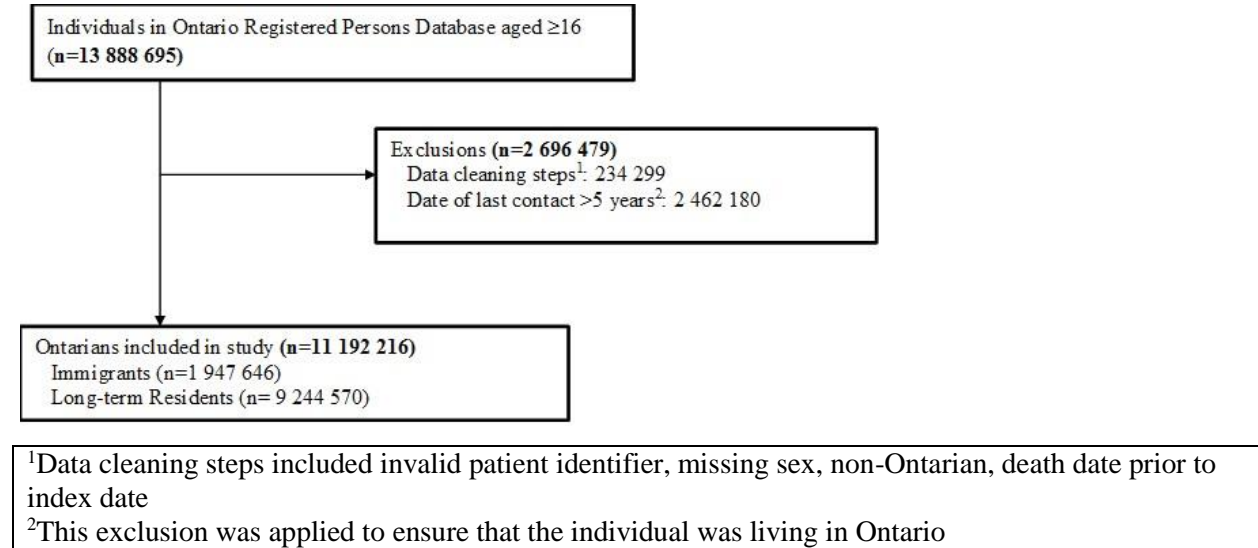 Individuals in Ontario Registered Persons Database aged ≥16
(n=13 888 695)
Exclusions (n=2 696 479)
Data cleaning steps¹: 234 299
Date of last contact >5 years²: 2 462 180
Ontarians included in study (n=11 192 216)
Immigrants (n=1 947 646)
Long-term Residents (n= 9 244 570)
¹Data cleaning steps included invalid patient identifier, missing sex, non-Ontarian, death date prior to
index date
²This exclusion was applied to ensure that the individual was living in Ontario